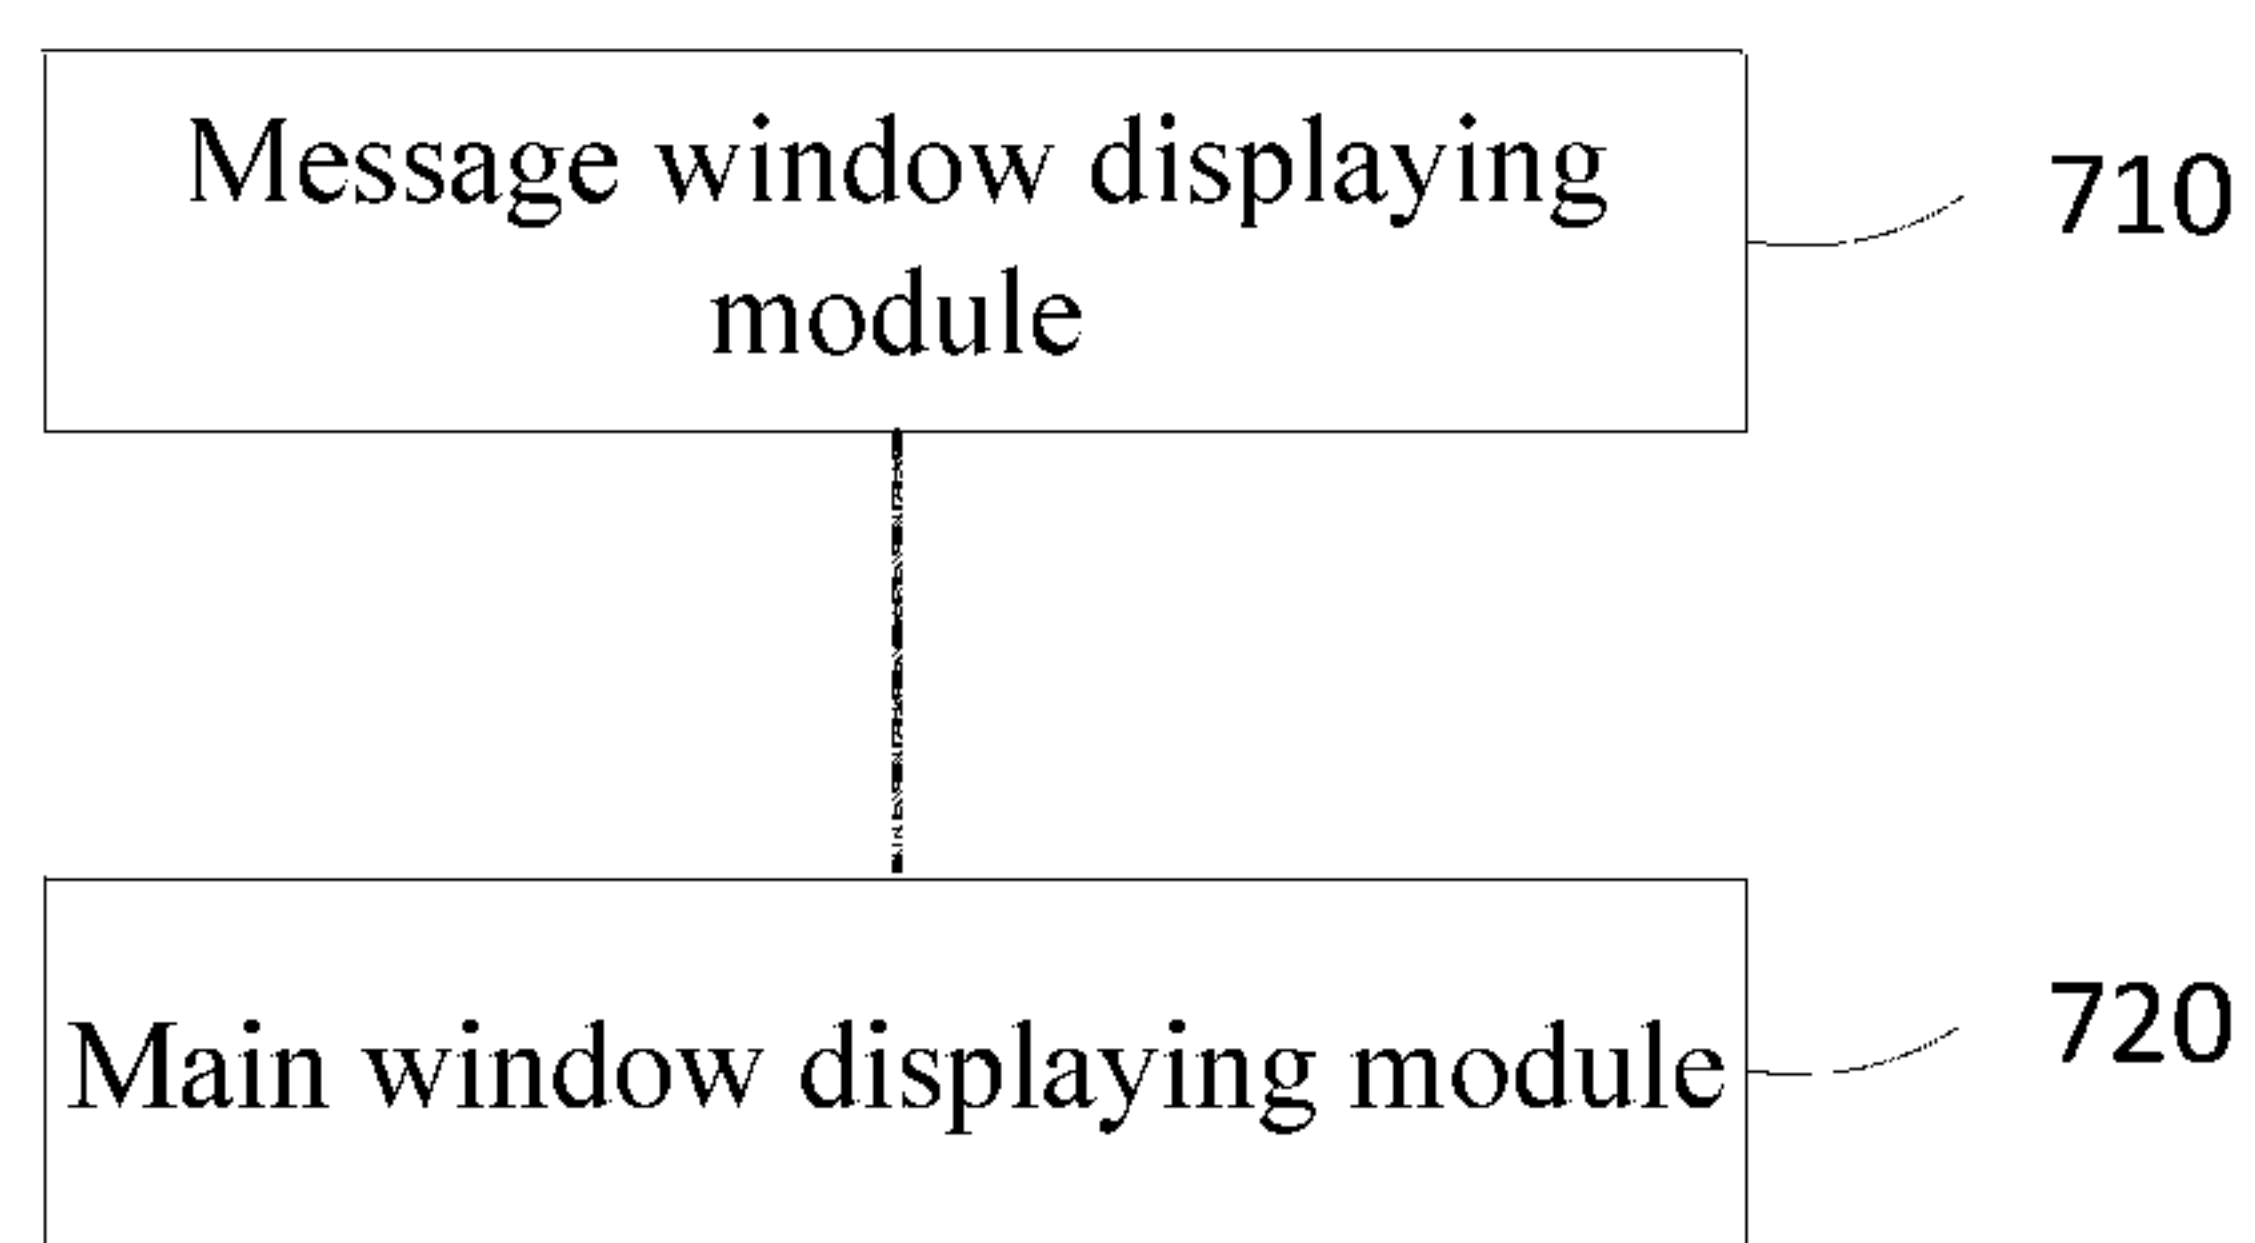 Message window displaying
module
710
Main window displaying module
720